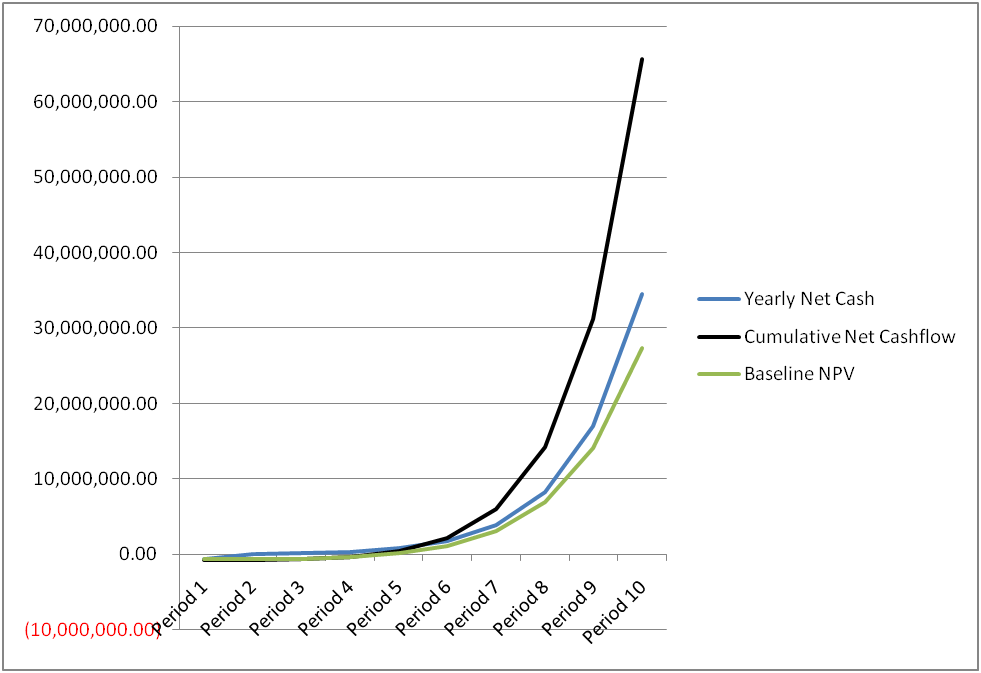 70,000,000.00
60,000,000.00
50,000,000.00
40,000,000.00
30,000,000.00
20,000,000.00
10,000,000.00
0.00
(10,000,000.00)
Period 1
Period 2
Period 3
Period 4
Period 5
Period 6
Period 7
Period 8
Period 9
Period 10
Yearly Net Cash
Cumulative Net Cashflow
Baseline NPV